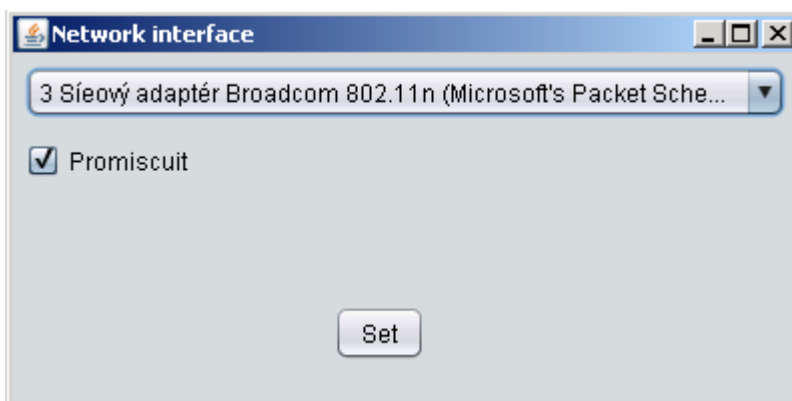 Network interface
3 Síeový adaptér Broadcom 802.11n (Microsoft's Packet Sche...
Promiscuit
Set